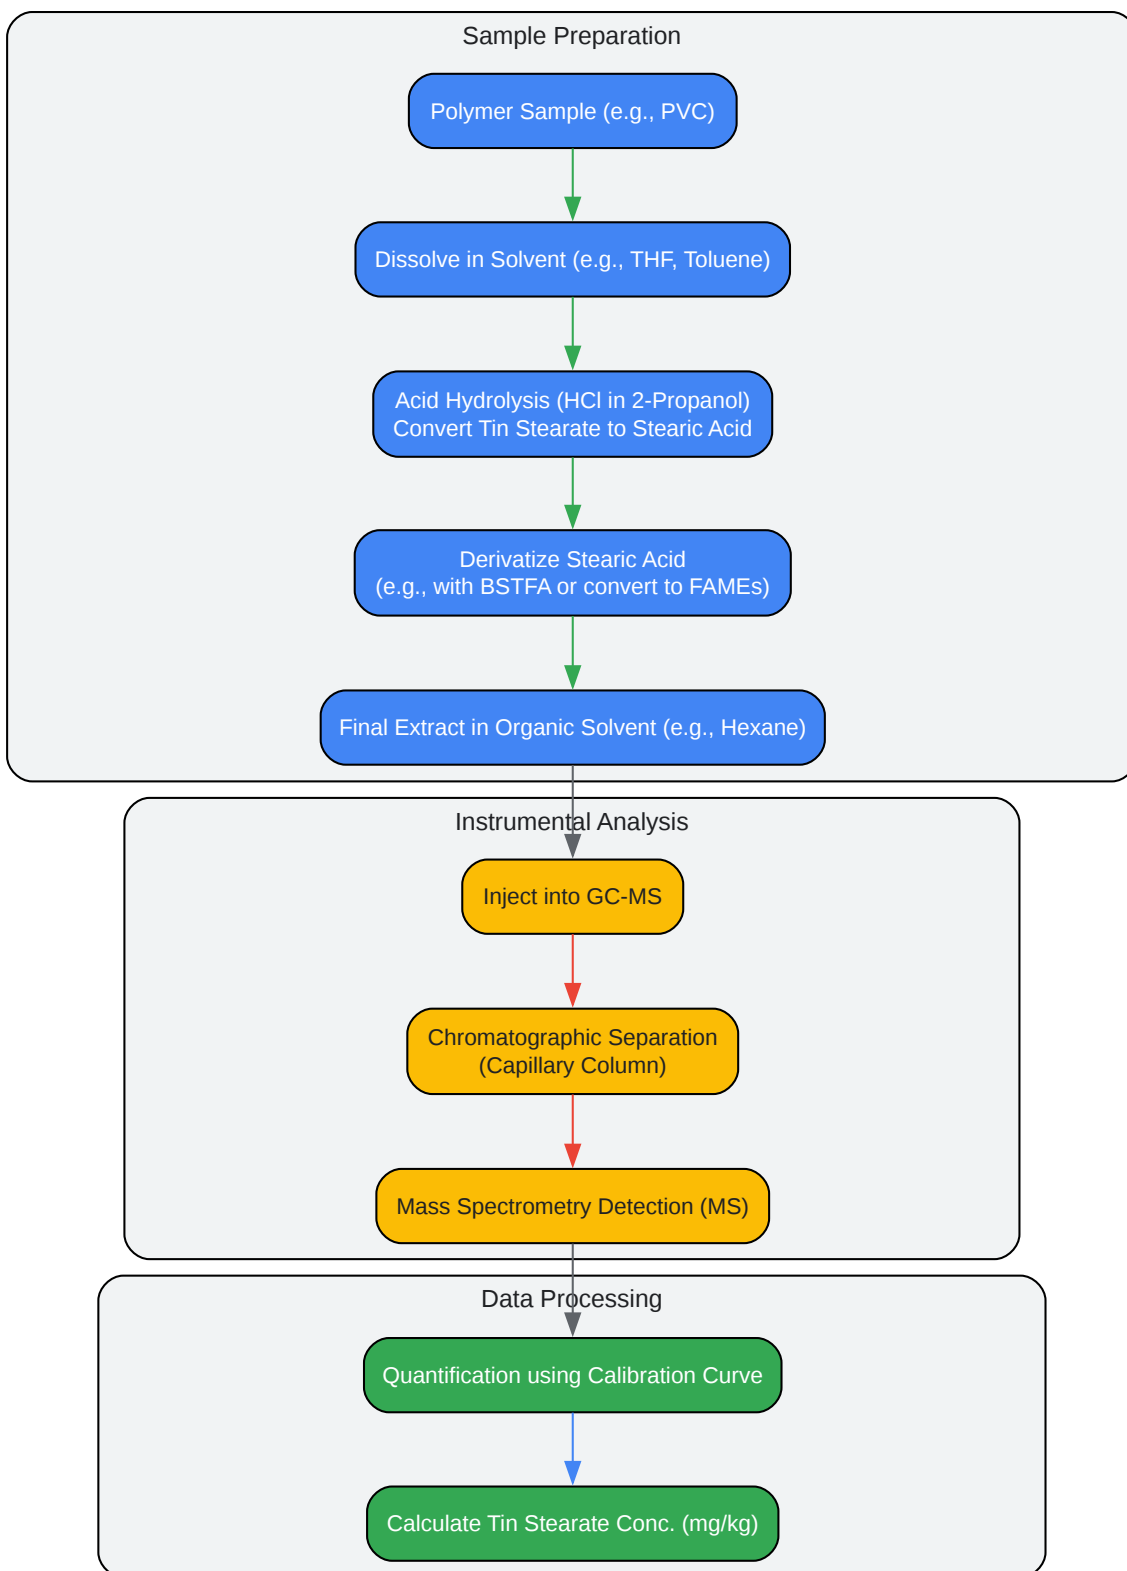 Sample Preparation
Polymer Sample (e.g., PVC)
Dissolve in Solvent (e.g., THF, Toluene)
Acid Hydrolysis (HCl in 2-Propanol)
Convert Tin Stearate to Stearic Acid
Derivatize Stearic Acid
(e.g., with BSTFA or convert to FAMEs)
Final Extract in Organic Solvent (e.g., Hexane)
Instrumental Analysis
Inject into GC-MS
Chromatographic Separation
(Capillary Column)
Mass Spectrometry Detection (MS)
Data Processing
Quantification using Calibration Curve
Calculate Tin Stearate Conc. (mg/kg)